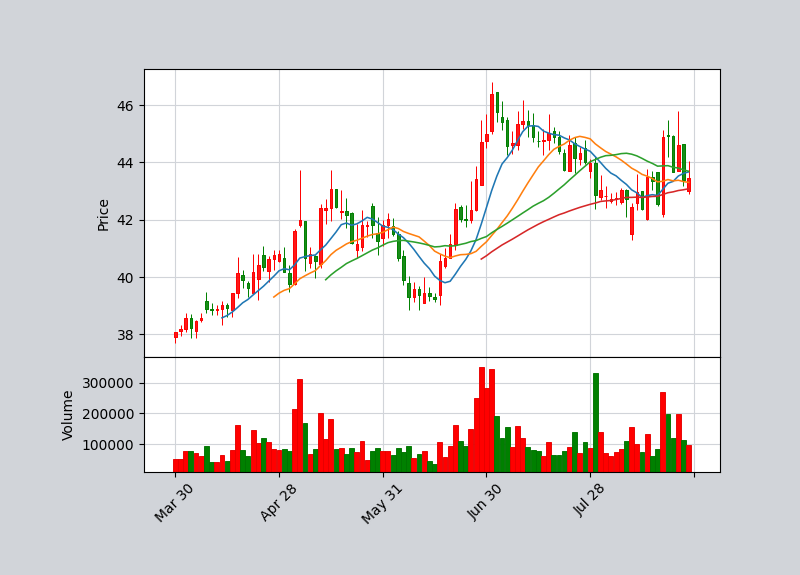 46
44
42
40
38
Price
300000
200000
100000
Volume
Mar 30
Apr 28
May 31
Jun 30
Jul 28